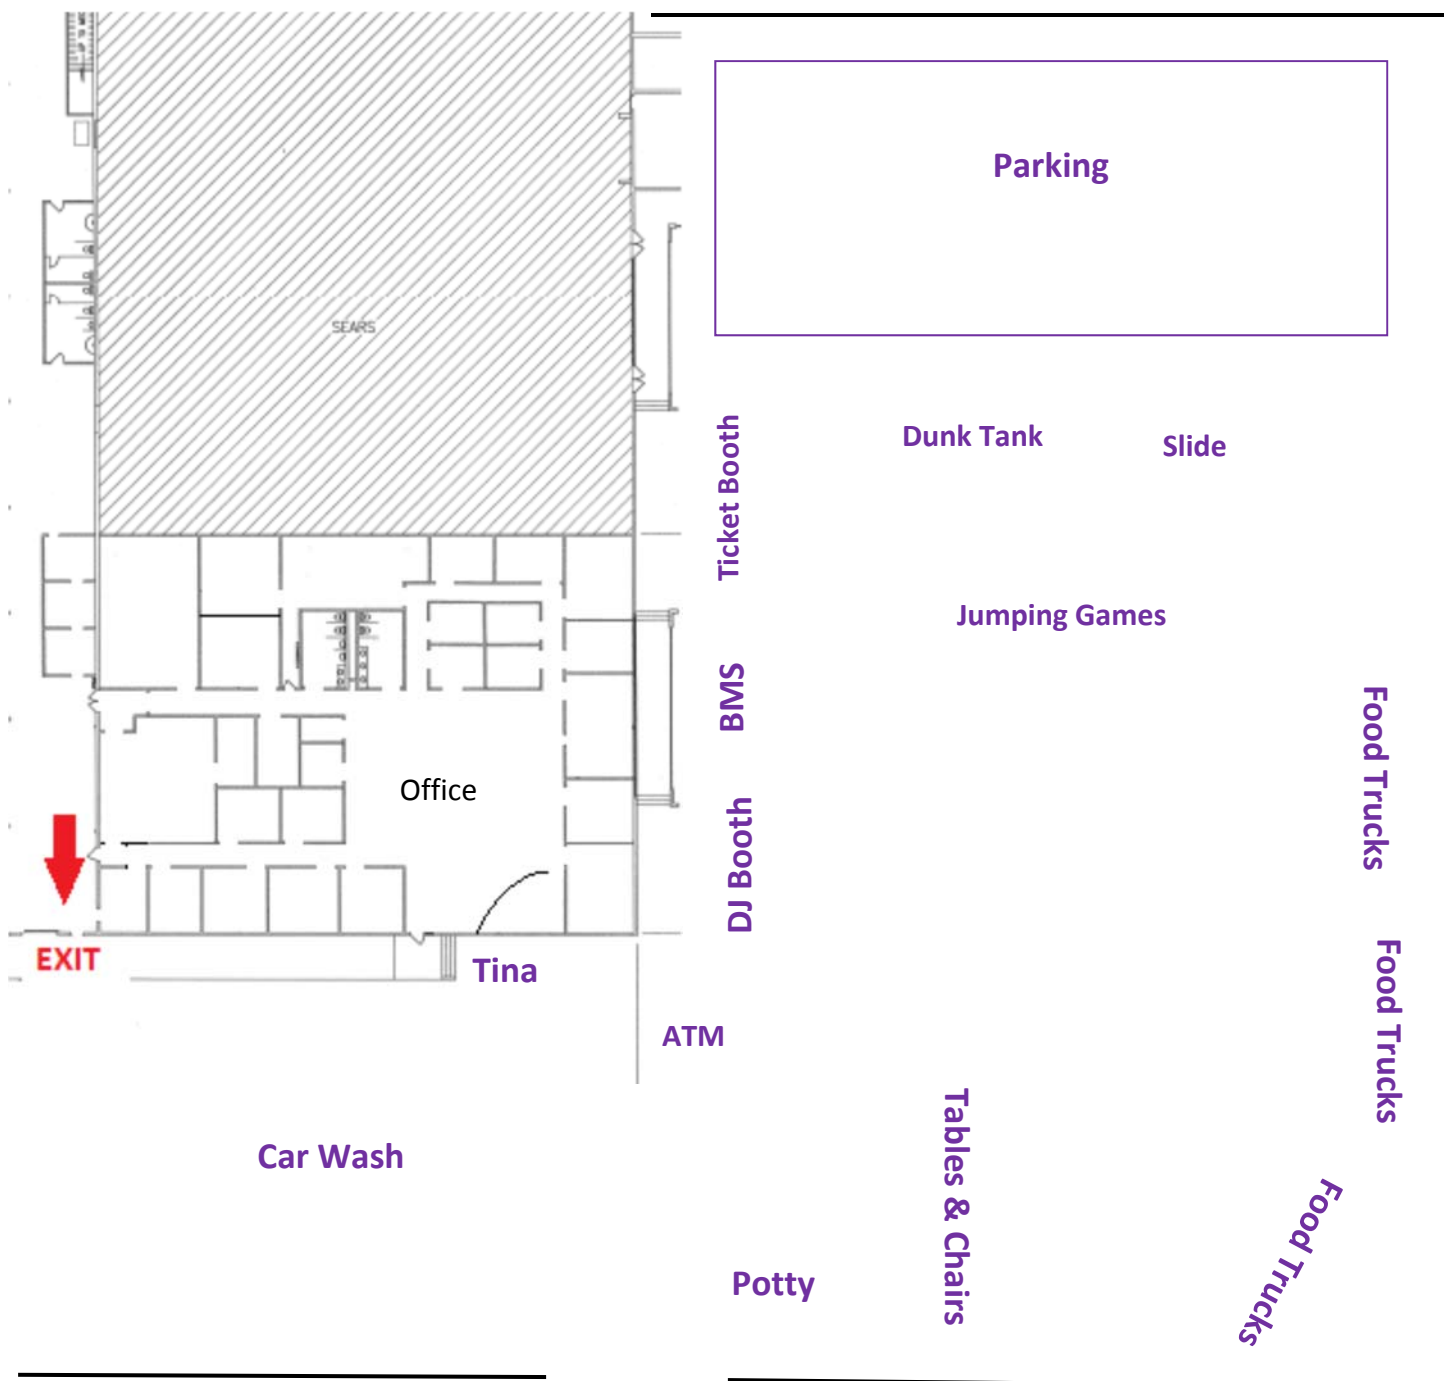 Parking
SEARS
Ticket Booth
Dunk Tank
Slide
Jumping Games
BMS
Food Trucks
Office
DJ Booth
EXIT
Tina
Food Trucks
ATM
Car Wash
Tables & Chairs
Food Trucks
Potty